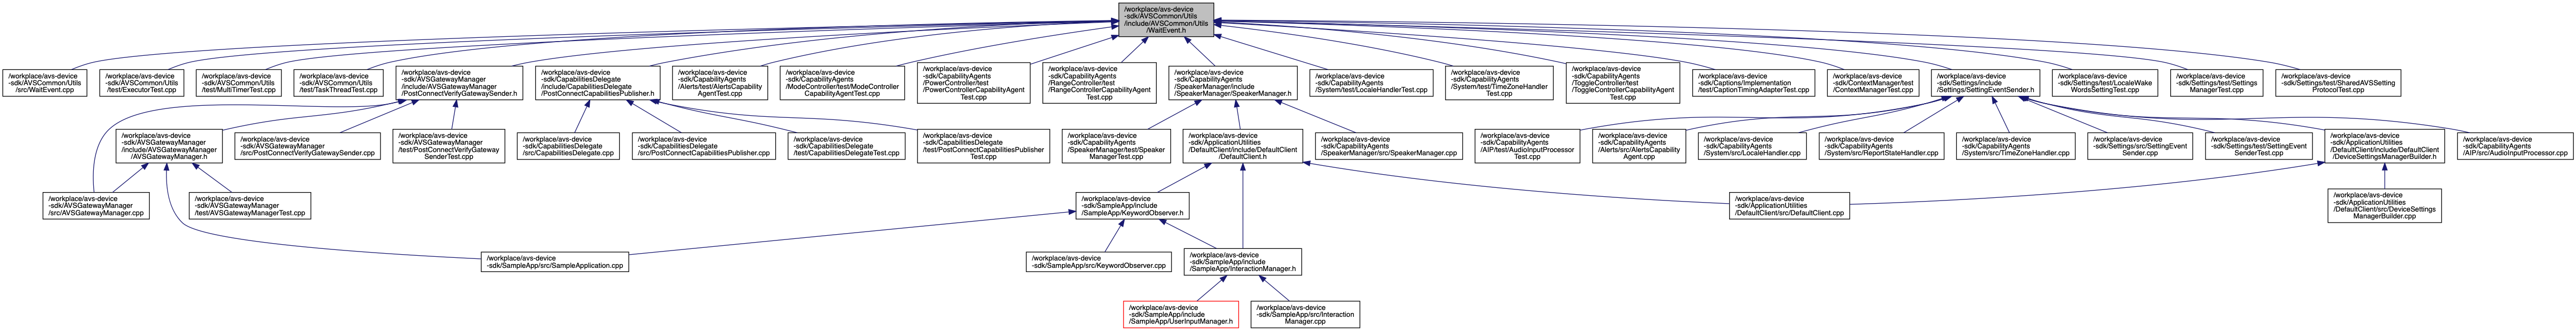 /workplace/avs-device
-sdk/AVSCommon/Utils
/include/AVSCommon/Utils
/WaitEvent.h
/workplace/avs-device
-sdk/AVSCommon/Utils
/src/WaitEvent.cpp
/workplace/avs-device
-sdk/AVSCommon/Utils
/test/ExecutorTest.cpp
/workplace/avs-device
-sdk/AVSCommon/Utils
/test/MultiTimerTest.cpp
/workplace/avs-device
-sdk/AVSCommon/Utils
/test/TaskThreadTest.cpp
/workplace/avs-device
-sdk/AVSGatewayManager
/include/AVSGatewayManager
/PostConnectVerifyGatewaySender.h
/workplace/avs-device
-sdk/CapabilitiesDelegate
/include/CapabilitiesDelegate
/PostConnectCapabilitiesPublisher.h
/workplace/avs-device
-sdk/CapabilityAgents
/Alerts/test/AlertsCapability
AgentTest.cpp
/workplace/avs-device
-sdk/CapabilityAgents
/ModeController/test/ModeController
CapabilityAgentTest.cpp
/workplace/avs-device
-sdk/CapabilityAgents
/PowerController/test
/PowerControllerCapabilityAgent
Test.cpp
/workplace/avs-device
-sdk/CapabilityAgents
/RangeController/test
/RangeControllerCapability
AgentTest.cpp
/workplace/avs-device
-sdk/CapabilityAgents
/SpeakerManager/include
/SpeakerManager/SpeakerManager.h
/workplace/avs-device
-sdk/CapabilityAgents
/System/test/LocaleHandlerTest.cpp
/workplace/avs-device
-sdk/CapabilityAgents
/System/test/TimeZoneHandler
Test.cpp
/workplace/avs-device
-sdk/CapabilityAgents
/ToggleController/test
/ToggleControllerCapabilityAgent
Test.cpp
/workplace/avs-device
-sdk/Captions/Implementation
/test/CaptionTimingAdapterTest.cpp
/workplace/avs-device
-sdk/ContextManager/test
/ContextManagerTest.cpp
/workplace/avs-device
-sdk/Settings/include
/Settings/SettingEventSender.h
/workplace/avs-device
-sdk/Settings/test/LocaleWake
WordsSettingTest.cpp
/workplace/avs-device
-sdk/Settings/test/Settings
ManagerTest.cpp
/workplace/avs-device
-sdk/Settings/test/SharedAVSSetting
ProtocolTest.cpp
/workplace/avs-device
-sdk/AVSGatewayManager
/include/AVSGatewayManager
/AVSGatewayManager.h
/workplace/avs-device
-sdk/AVSGatewayManager
/src/PostConnectVerifyGatewaySender.cpp
/workplace/avs-device
-sdk/AVSGatewayManager
/test/PostConnectVerifyGateway
SenderTest.cpp
/workplace/avs-device
-sdk/CapabilitiesDelegate
/src/CapabilitiesDelegate.cpp
/workplace/avs-device
-sdk/CapabilitiesDelegate
/src/PostConnectCapabilitiesPublisher.cpp
/workplace/avs-device
-sdk/CapabilitiesDelegate
/test/CapabilitiesDelegateTest.cpp
/workplace/avs-device
-sdk/CapabilitiesDelegate
/test/PostConnectCapabilitiesPublisher
Test.cpp
/workplace/avs-device
-sdk/CapabilityAgents
/SpeakerManager/test/Speaker
ManagerTest.cpp
/workplace/avs-device
-sdk/ApplicationUtilities
/DefaultClient/include/DefaultClient
/DefaultClient.h
/workplace/avs-device
-sdk/CapabilityAgents
/SpeakerManager/src/SpeakerManager.cpp
/workplace/avs-device
-sdk/CapabilityAgents
/AIP/test/AudioInputProcessor
Test.cpp
/workplace/avs-device
-sdk/CapabilityAgents
/Alerts/src/AlertsCapability
Agent.cpp
/workplace/avs-device
-sdk/CapabilityAgents
/System/src/LocaleHandler.cpp
/workplace/avs-device
-sdk/CapabilityAgents
/System/src/ReportStateHandler.cpp
/workplace/avs-device
-sdk/CapabilityAgents
/System/src/TimeZoneHandler.cpp
/workplace/avs-device
-sdk/Settings/src/SettingEvent
Sender.cpp
/workplace/avs-device
-sdk/Settings/test/SettingEvent
SenderTest.cpp
/workplace/avs-device
-sdk/ApplicationUtilities
/DefaultClient/include/DefaultClient
/DeviceSettingsManagerBuilder.h
/workplace/avs-device
-sdk/CapabilityAgents
/AIP/src/AudioInputProcessor.cpp
/workplace/avs-device
-sdk/AVSGatewayManager
/src/AVSGatewayManager.cpp
/workplace/avs-device
-sdk/AVSGatewayManager
/test/AVSGatewayManagerTest.cpp
/workplace/avs-device
-sdk/SampleApp/include
/SampleApp/KeywordObserver.h
/workplace/avs-device
-sdk/ApplicationUtilities
/DefaultClient/src/DefaultClient.cpp
/workplace/avs-device
-sdk/ApplicationUtilities
/DefaultClient/src/DeviceSettings
ManagerBuilder.cpp
/workplace/avs-device
-sdk/SampleApp/src/SampleApplication.cpp
/workplace/avs-device
-sdk/SampleApp/src/KeywordObserver.cpp
/workplace/avs-device
-sdk/SampleApp/include
/SampleApp/InteractionManager.h
/workplace/avs-device
-sdk/SampleApp/include
/SampleApp/UserInputManager.h
/workplace/avs-device
-sdk/SampleApp/src/Interaction
Manager.cpp